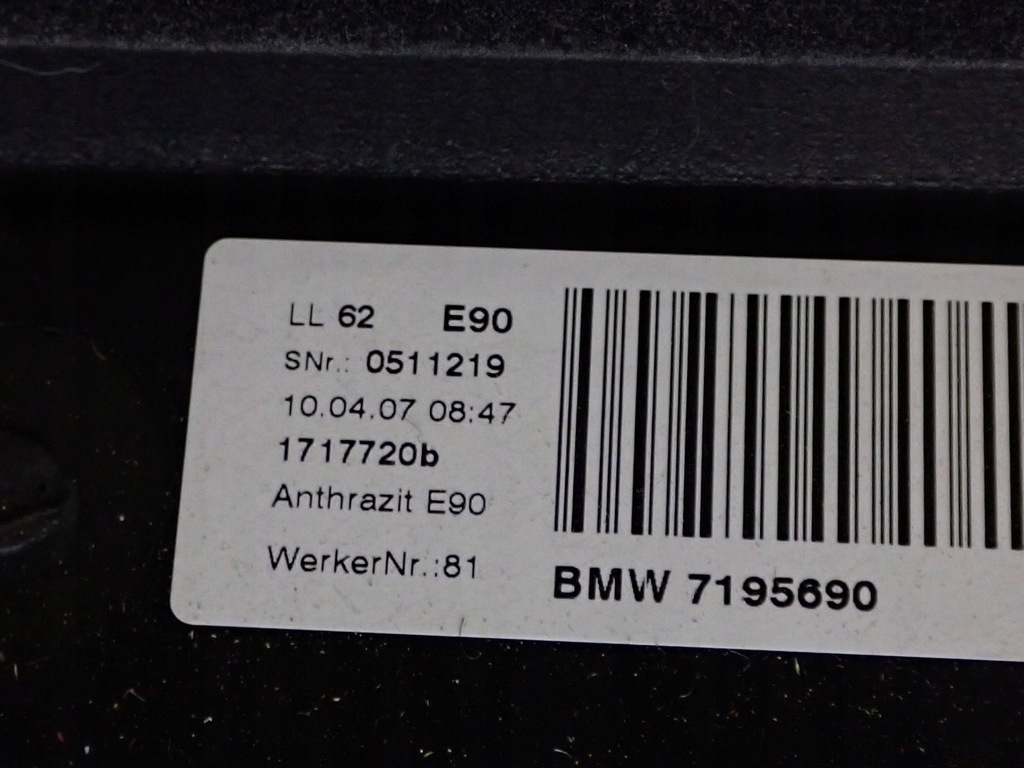 LL 62 E90
SNr.: 0511219
10.04.07 08:47
1717720b
Anthrazit E90
WerkerNr.:81
BMW 7195690